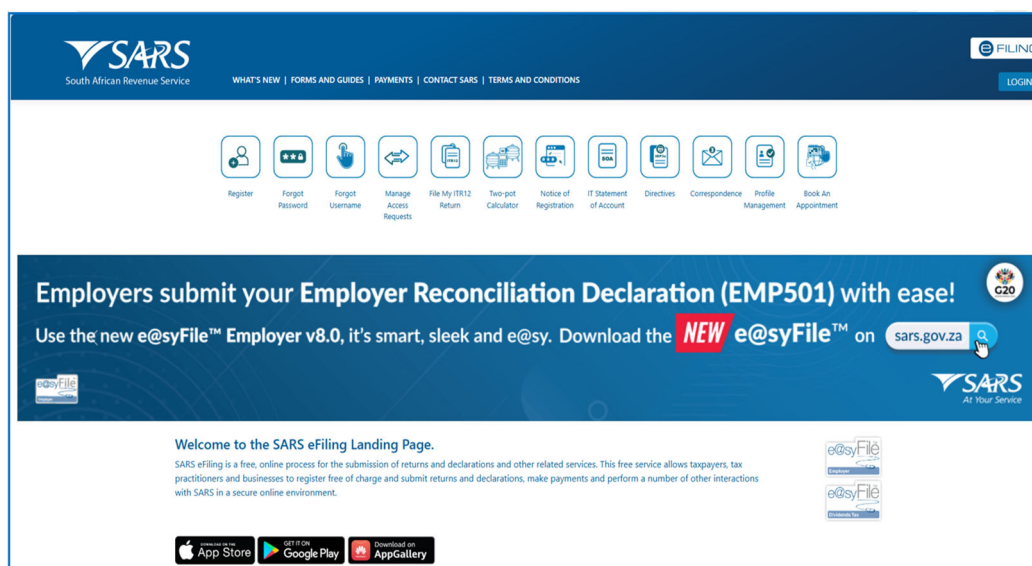 SARS
South African Revenue Service
WHAT'S NEW | FORMS AND GUIDES | PAYMENTS | CONTACT SARS | TERMS AND CONDITIONS
e FILING
LOGIN
Register
Forgot Password
Forgot Username
Manage Access Requests
File My ITR12 Return
Two-pot Calculator
Notice of Registration
IT Statement of Account
Directives
Correspondence
Profile Management
Book An Appointment
ITR12
SOA
Employers submit your Employer Reconciliation Declaration (EMP501) with ease!
G20
Use the new e@syFile™ Employer v8.0, it's smart, sleek and e@sy. Download the NEW e@syFile™ on sars.gov.za
e@syFile
Employer
SARS
At Your Service
Welcome to the SARS eFiling Landing Page.
SARS eFiling is a free, online process for the submission of returns and declarations and other related services. This free service allows taxpayers, tax
practitioners and businesses to register free of charge and submit returns and declarations, make payments and perform a number of other interactions
with SARS in a secure online environment.
e@syFile
Employer
e@syFile
Dividends Tax
Download on the
App Store
GET IT ON
Google Play
Download on
AppGallery